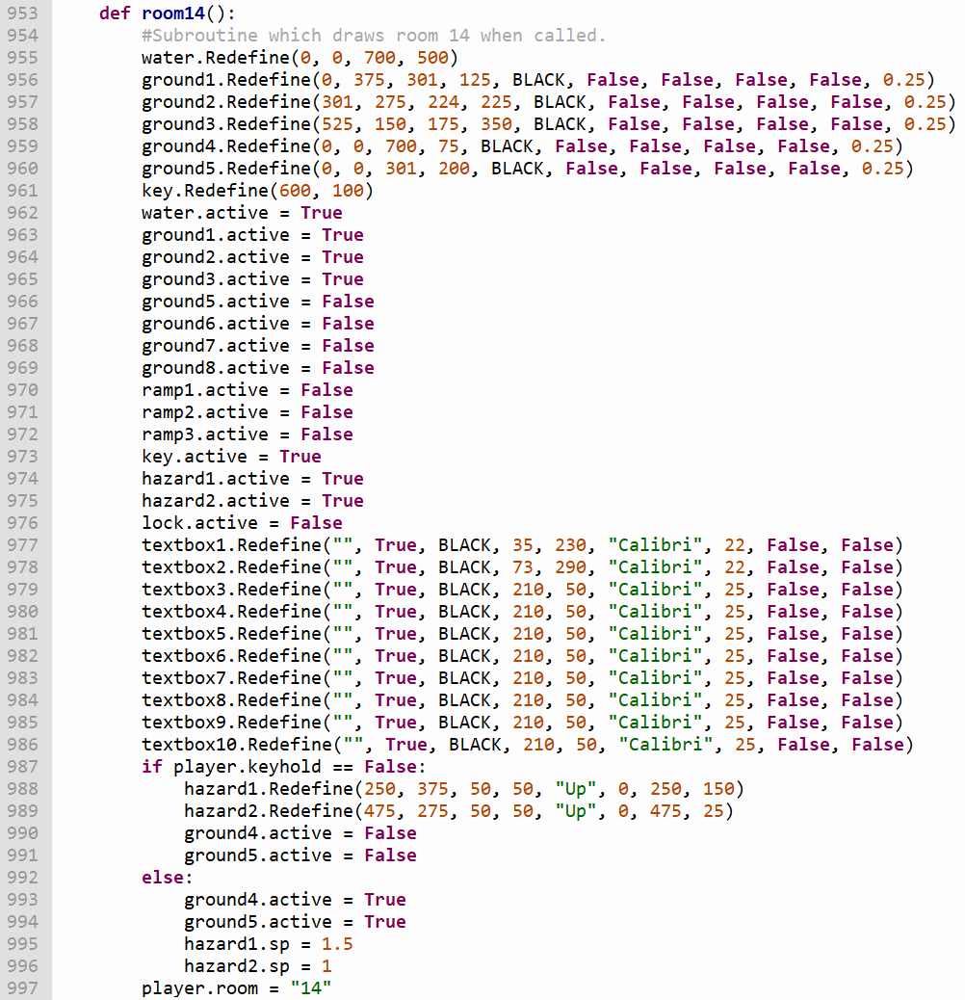 953 def room14():
954 #Subroutine which draws room 14 when called.
955 water.Redefine(0, 0, 700, 500)
956 ground1.Redefine(0, 375, 301, 125, BLACK, False, False, False, False, 0.25)
957 ground2.Redefine(301, 275, 224, 225, BLACK, False, False, False, False, 0.25)
958 ground3.Redefine(525, 150, 175, 350, BLACK, False, False, False, False, 0.25)
959 ground4.Redefine(0, 0, 700, 75, BLACK, False, False, False, False, 0.25)
960 ground5.Redefine(0, 0, 301, 200, BLACK, False, False, False, False, 0.25)
961 key.Redefine(600, 100)
962 water.active = True
963 ground1.active = True
964 ground2.active = True
965 ground3.active = True
966 ground5.active = False
967 ground6.active = False
968 ground7.active = False
969 ground8.active = False
970 ramp1.active = False
971 ramp2.active = False
972 ramp3.active = False
973 key.active = True
974 hazard1.active = True
975 hazard2.active = True
976 lock.active = False
977 textbox1.Redefine("", True, BLACK, 35, 230, "Calibri", 22, False, False)
978 textbox2.Redefine("", True, BLACK, 73, 290, "Calibri", 22, False, False)
979 textbox3.Redefine("", True, BLACK, 210, 50, "Calibri", 25, False, False)
980 textbox4.Redefine("", True, BLACK, 210, 50, "Calibri", 25, False, False)
981 textbox5.Redefine("", True, BLACK, 210, 50, "Calibri", 25, False, False)
982 textbox6.Redefine("", True, BLACK, 210, 50, "Calibri", 25, False, False)
983 textbox7.Redefine("", True, BLACK, 210, 50, "Calibri", 25, False, False)
984 textbox8.Redefine("", True, BLACK, 210, 50, "Calibri", 25, False, False)
985 textbox9.Redefine("", True, BLACK, 210, 50, "Calibri", 25, False, False)
986 textbox10.Redefine("", True, BLACK, 210, 50, "Calibri", 25, False, False)
987 if player.keyhold == False:
988 hazard1.Redefine(250, 375, 50, 50, "Up", 0, 250, 150)
989 hazard2.Redefine(475, 275, 50, 50, "Up", 0, 475, 25)
990 ground4.active = False
991 ground5.active = False
992 else:
993 ground4.active = True
994 ground5.active = True
995 hazard1.sp = 1.5
996 hazard2.sp = 1
997 player.room = "14"